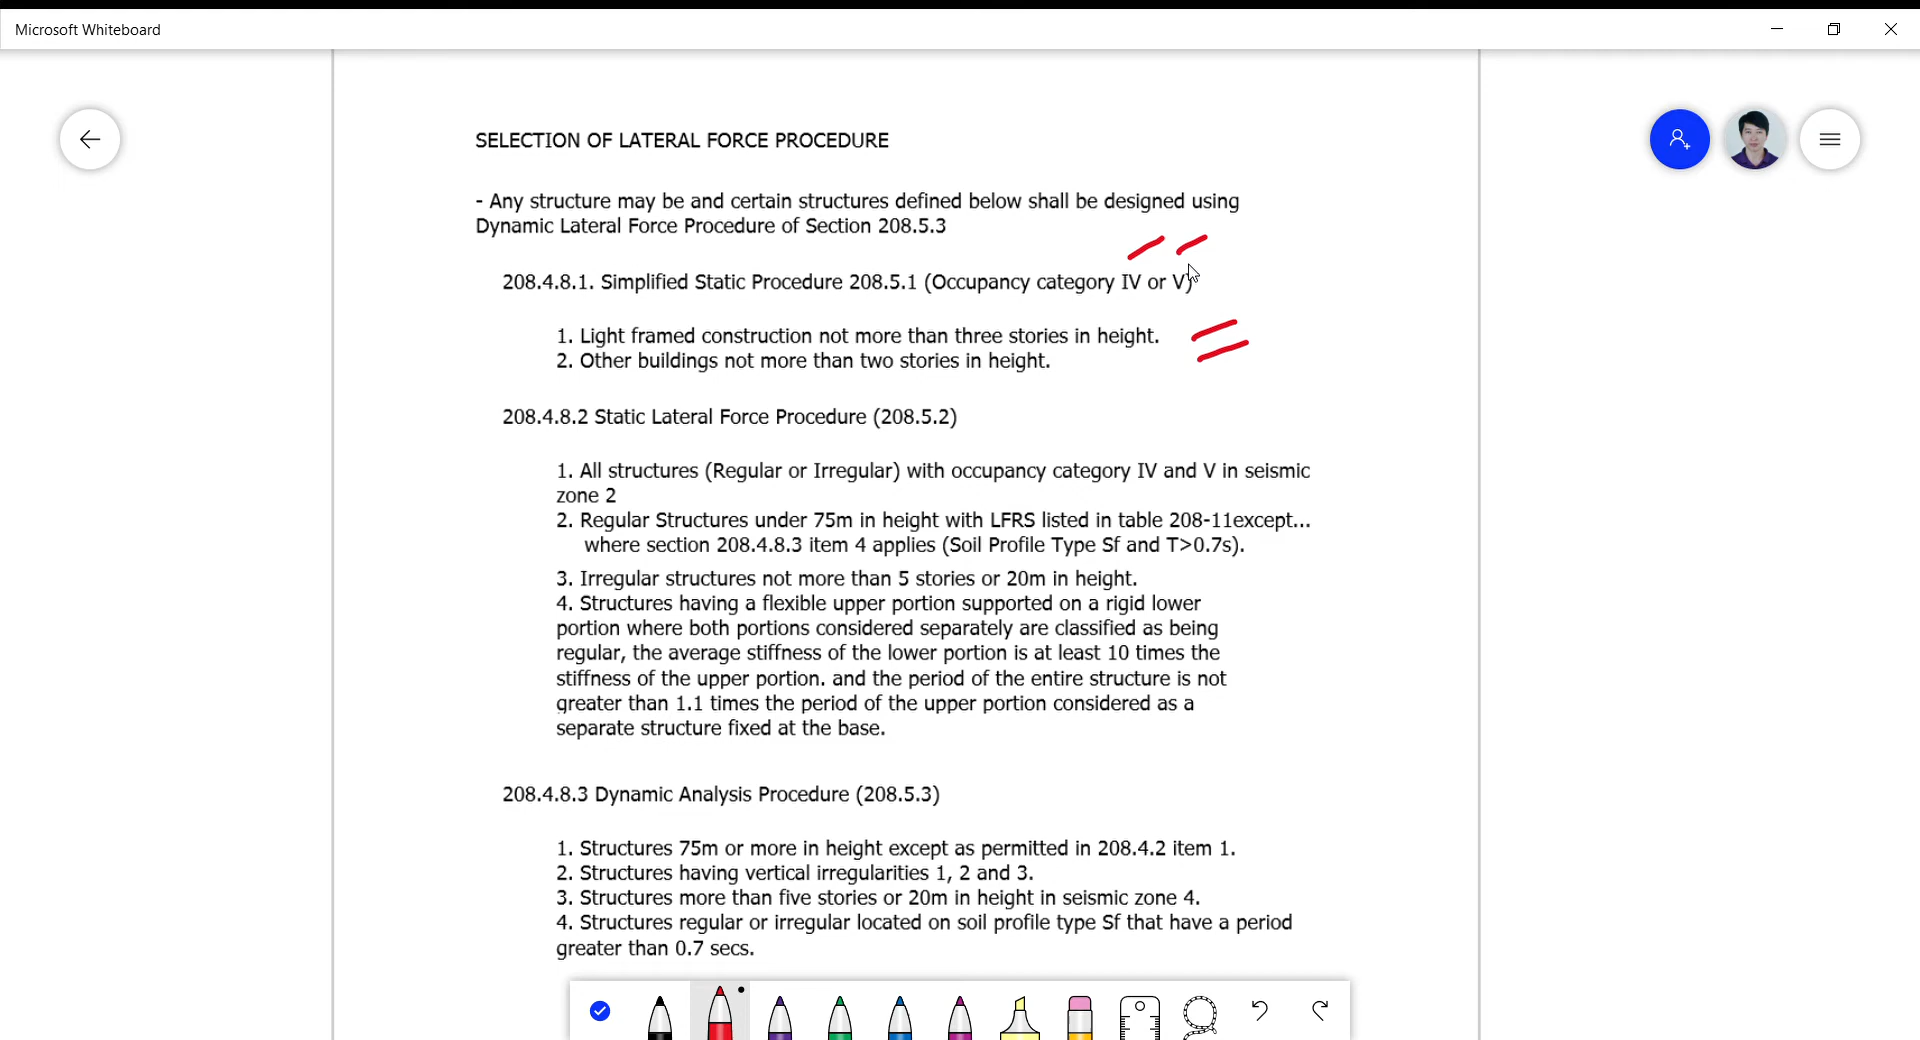 Microsoft Whiteboard
SELECTION OF LATERAL FORCE PROCEDURE
- Any structure may be and certain structures defined below shall be designed using
Dynamic Lateral Force Procedure of Section 208.5.3
208.4.8.1. Simplified Static Procedure 208.5.1 (Occupancy category IV or V)
1. Light framed construction not more than three stories in height.
2. Other buildings not more than two stories in height.
208.4.8.2 Static Lateral Force Procedure (208.5.2)
1. All structures (Regular or Irregular) with occupancy category IV and V in seismic
zone 2
2. Regular Structures under 75m in height with LFRS listed in table 208-11except...
where section 208.4.8.3 item 4 applies (Soil Profile Type Sf and T>0.7s).
3. Irregular structures not more than 5 stories or 20m in height.
4. Structures having a flexible upper portion supported on a rigid lower
portion where both portions considered separately are classified as being
regular, the average stiffness of the lower portion is at least 10 times the
stiffness of the upper portion. and the period of the entire structure is not
greater than 1.1 times the period of the upper portion considered as a
separate structure fixed at the base.
208.4.8.3 Dynamic Analysis Procedure (208.5.3)
1. Structures 75m or more in height except as permitted in 208.4.2 item 1.
2. Structures having vertical irregularities 1, 2 and 3.
3. Structures more than five stories or 20m in height in seismic zone 4.
4. Structures regular or irregular located on soil profile type Sf that have a period
greater than 0.7 secs.